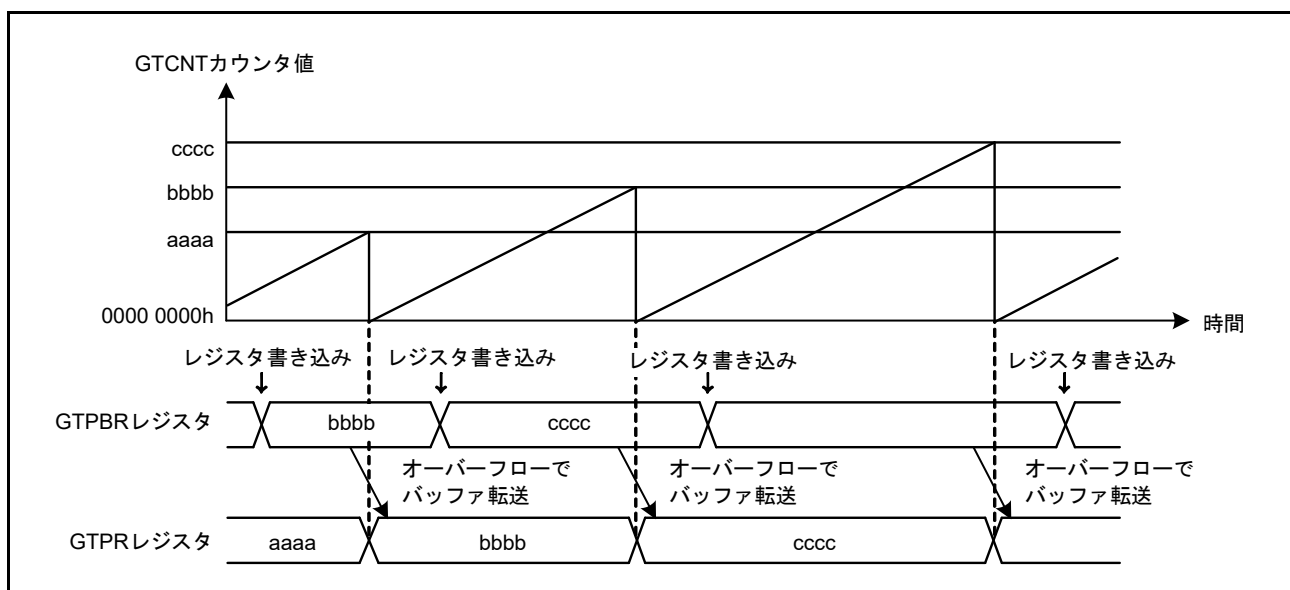 GTCNTカウンタ値
cccc
bbbb
aaaa
0000 0000h
時間
レジスタ書き込み
レジスタ書き込み
レジスタ書き込み
レジスタ書き込み
GTPBRレジスタ
bbbb
cccc
オーバーフローで
バッファ転送
オーバーフローで
バッファ転送
オーバーフローで
バッファ転送
GTPRレジスタ
aaaa
bbbb
cccc